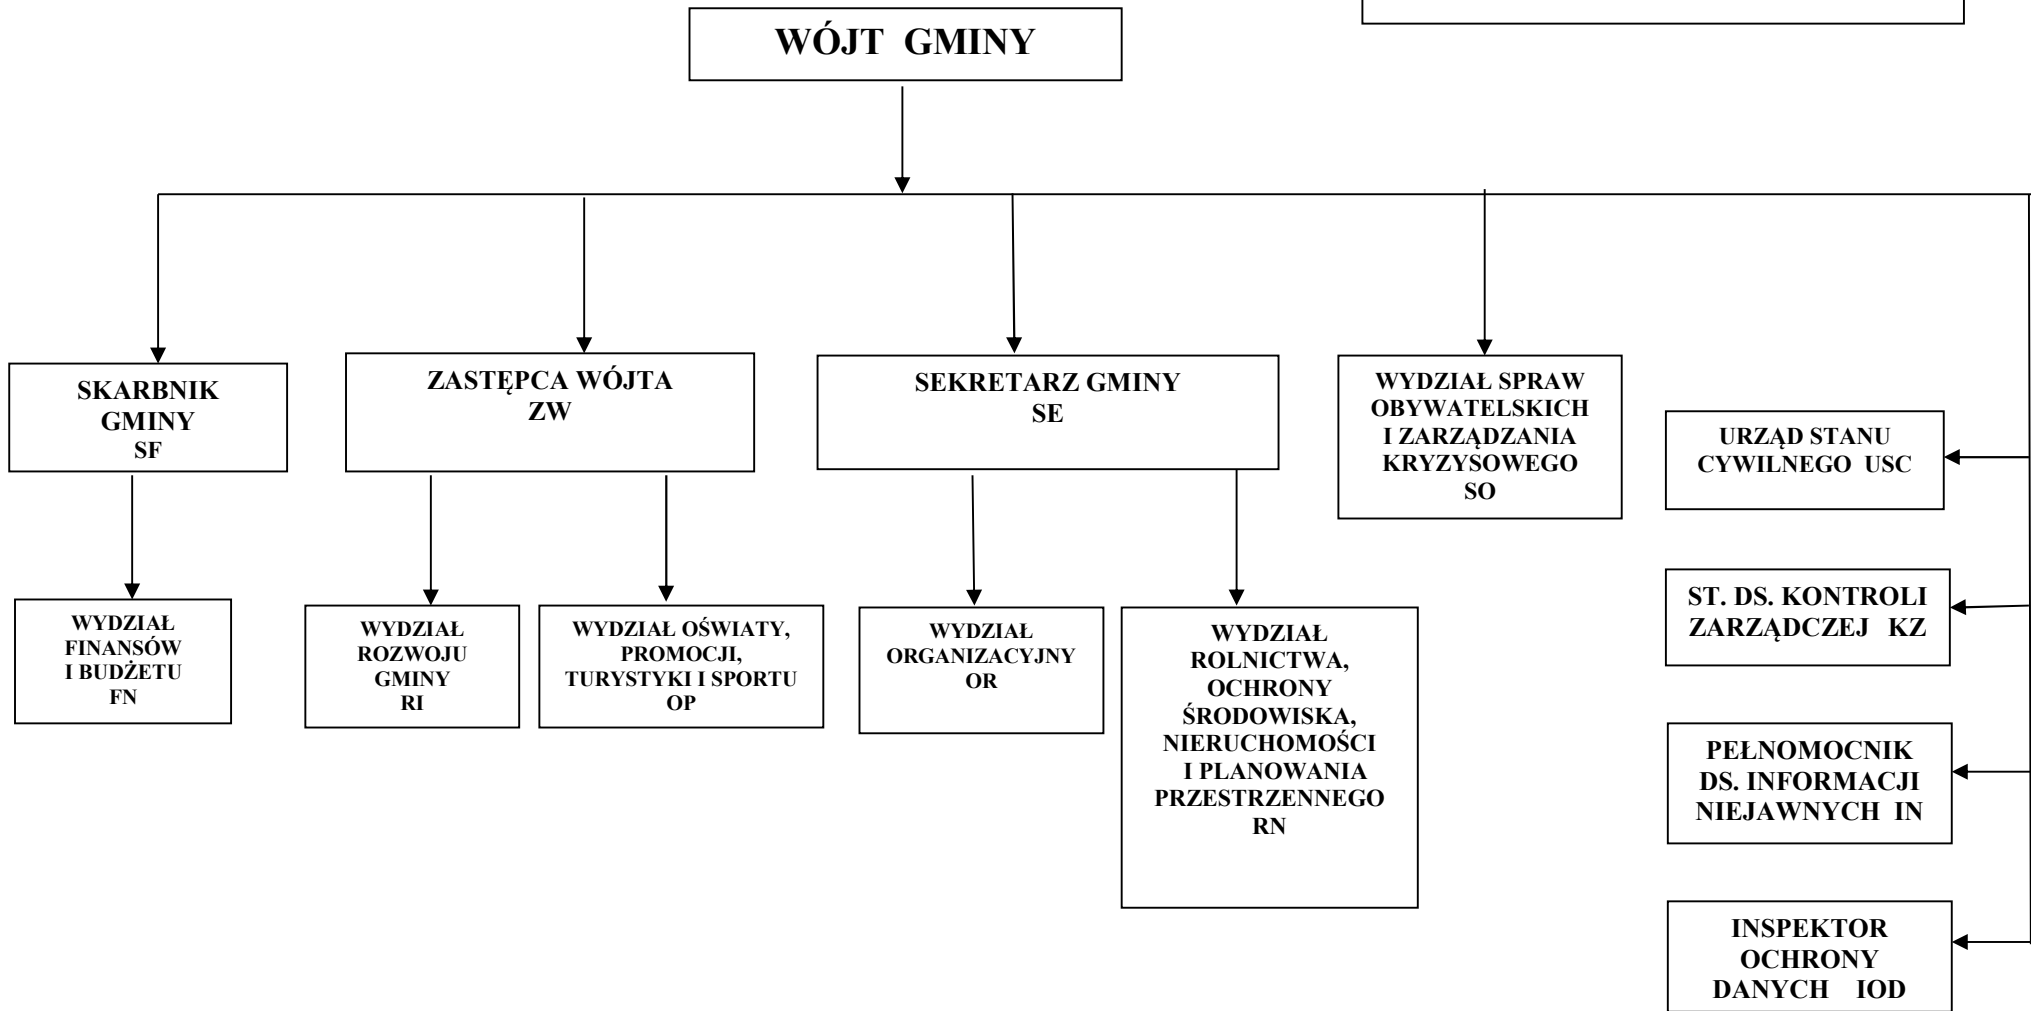 WÓJT GMINY
SKARBNIK
GMINY
SF
ZASTĘPCA WÓJTA
ZW
SEKRETARZ GMINY
SE
WYDZIAŁ SPRAW
OBYWATELSKICH
I ZARZĄDZANIA
KRYZYSOWEGO
SO
URZĄD STANU
CYWILNEGO USC
WYDZIAŁ
FINANSÓW
I BUDŻETU
FN
WYDZIAŁ
ROZWOJU
GMINY
RI
WYDZIAŁ OŚWIATY,
PROMOCJI,
TURYSTYKI I SPORTU
OP
WYDZIAŁ
ORGANIZACYJNY
OR
WYDZIAŁ
ROLNICTWA,
OCHRONY
ŚRODOWISKA,
NIERUCHOMOŚCI
I PLANOWANIA
PRZESTRZENNEGO
RN
ST. DS. KONTROLI
ZARZĄDCZEJ KZ
PEŁNOMOCNIK
DS. INFORMACJI
NIEJAWNYCH IN
INSPEKTOR
OCHRONY
DANYCH IOD